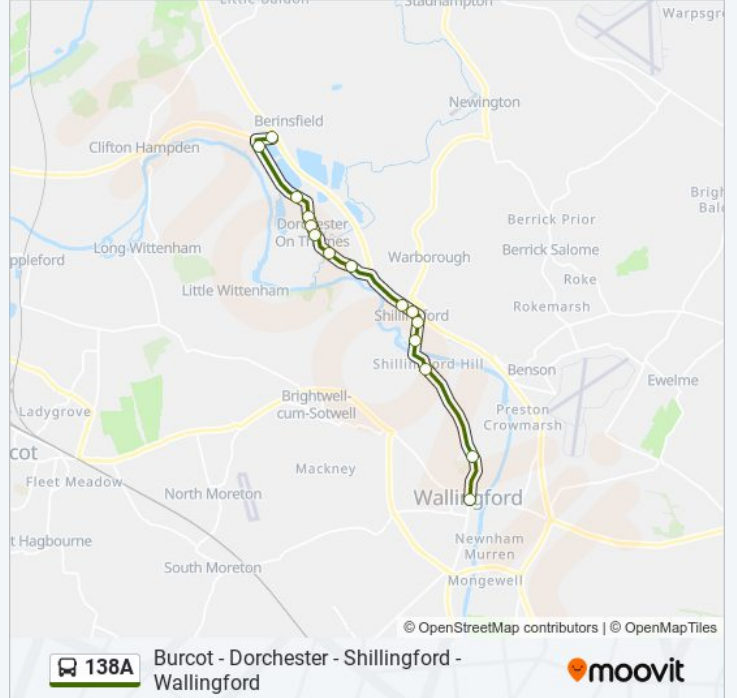 Stadhampton
Warpsgr
Newington
Berinsfield
Clifton Hampden
Brigh
Bal
Berrick Prior
Dorchester
On Thames
Long Wittenham
Berrick Salome
Warborough
ppleford
Roke
Little Wittenham
Rokemarsh
Shillingford
Shillingford Hill
Benson
Ewelme
Brightwell-
cum-Sotwell
Preston
Crowmarsh
Ladygrove
cot
Mackney
Fleet Meadow
North Moreton
Wallingford
t Hagbourne
Newnham
Murren
South Moreton
Mongewell
© OpenStreetMap contributors | © OpenMapTiles
138A
Burcot - Dorchester - Shillingford -
Wallingford
moovit